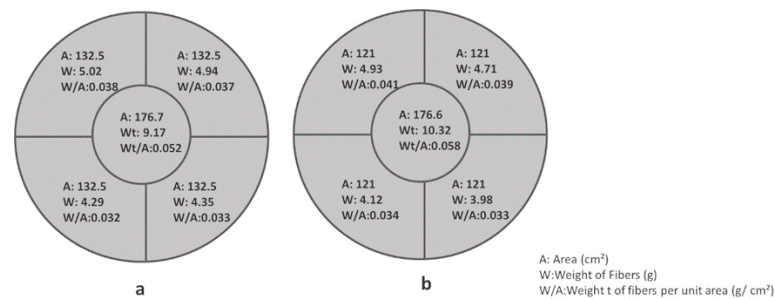 A: 132.5
W: 5.02
W/A:0.038
A: 132.5
W: 4.94
W/A:0.037
A: 176.7
Wt: 9.17
Wt/A:0.052
A: 132.5
W: 4.29
W/A:0.032
A: 132.5
W: 4.35
W/A:0.033
a
A: 121
W: 4.93
W/A:0.041
A: 121
W: 4.71
W/A:0.039
A: 176.6
Wt: 10.32
Wt/A:0.058
A: 121
W: 4.12
W/A:0.034
A: 121
W: 3.98
W/A:0.033
b
A: Area (cm²)
W:Weight of Fibers (g)
W/A:Weight t of fibers per unit area (g/ cm²)